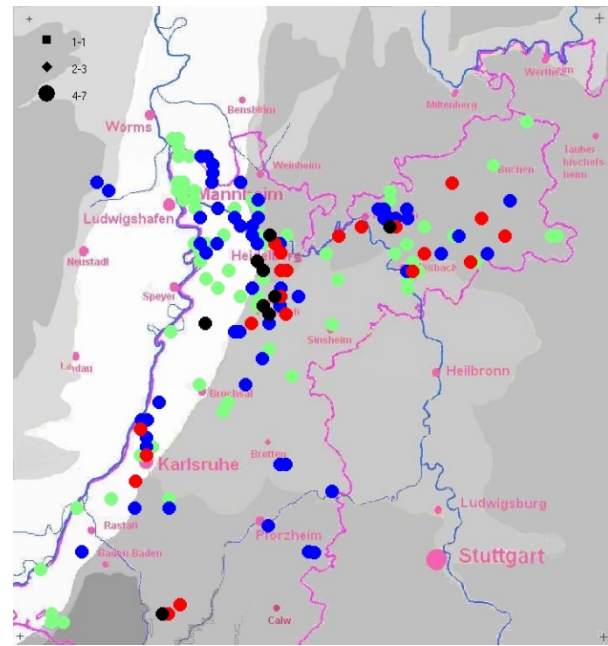 1-1
2-3
4-7
Wertheim
Miltenberg
Bensheim
Worms
Tauber
bischofs-
heim
Weinheim
Buchen
Mannheim
Ludwigshafen
Neustadt
Speyer
Sinsheim
Landau
Heilbronn
Bruchsal
Bretten
Karlsruhe
Ludwigsburg
Rastatt
Pforzheim
Baden-Baden
Stuttgart
Calw